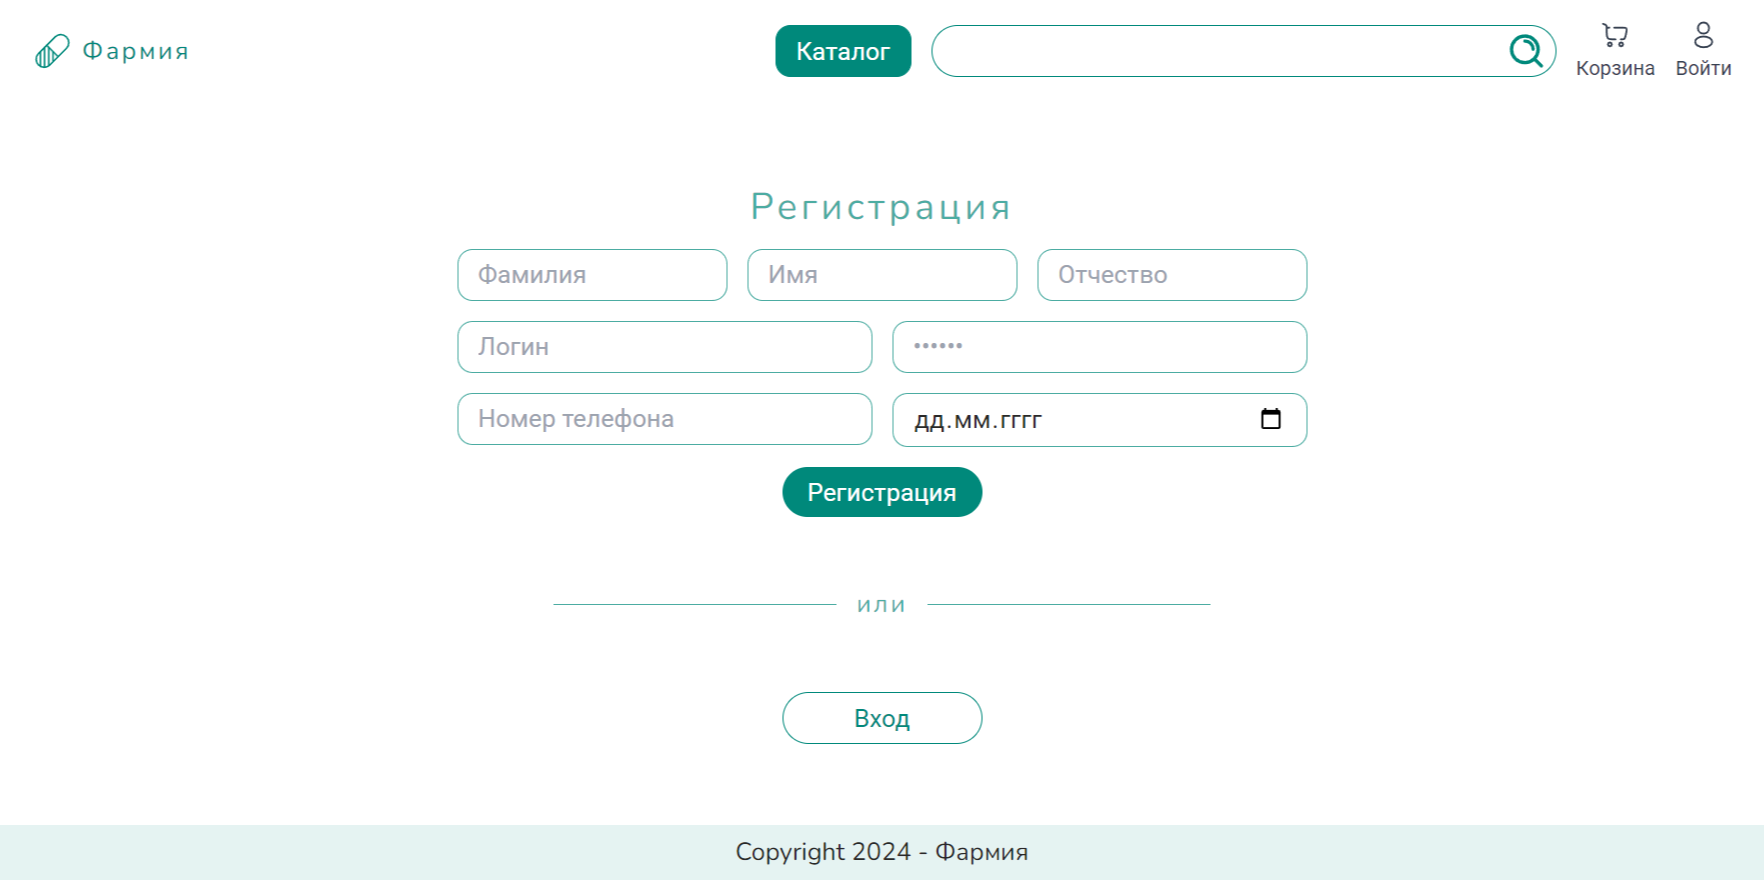 Фармия
Каталог
Корзина
Войти
Регистрация
Фамилия
Имя
Отчество
Логин
••••••
Номер телефона
дд.мм.гггг
Регистрация
или
Вход
Copyright 2024 - Фармия